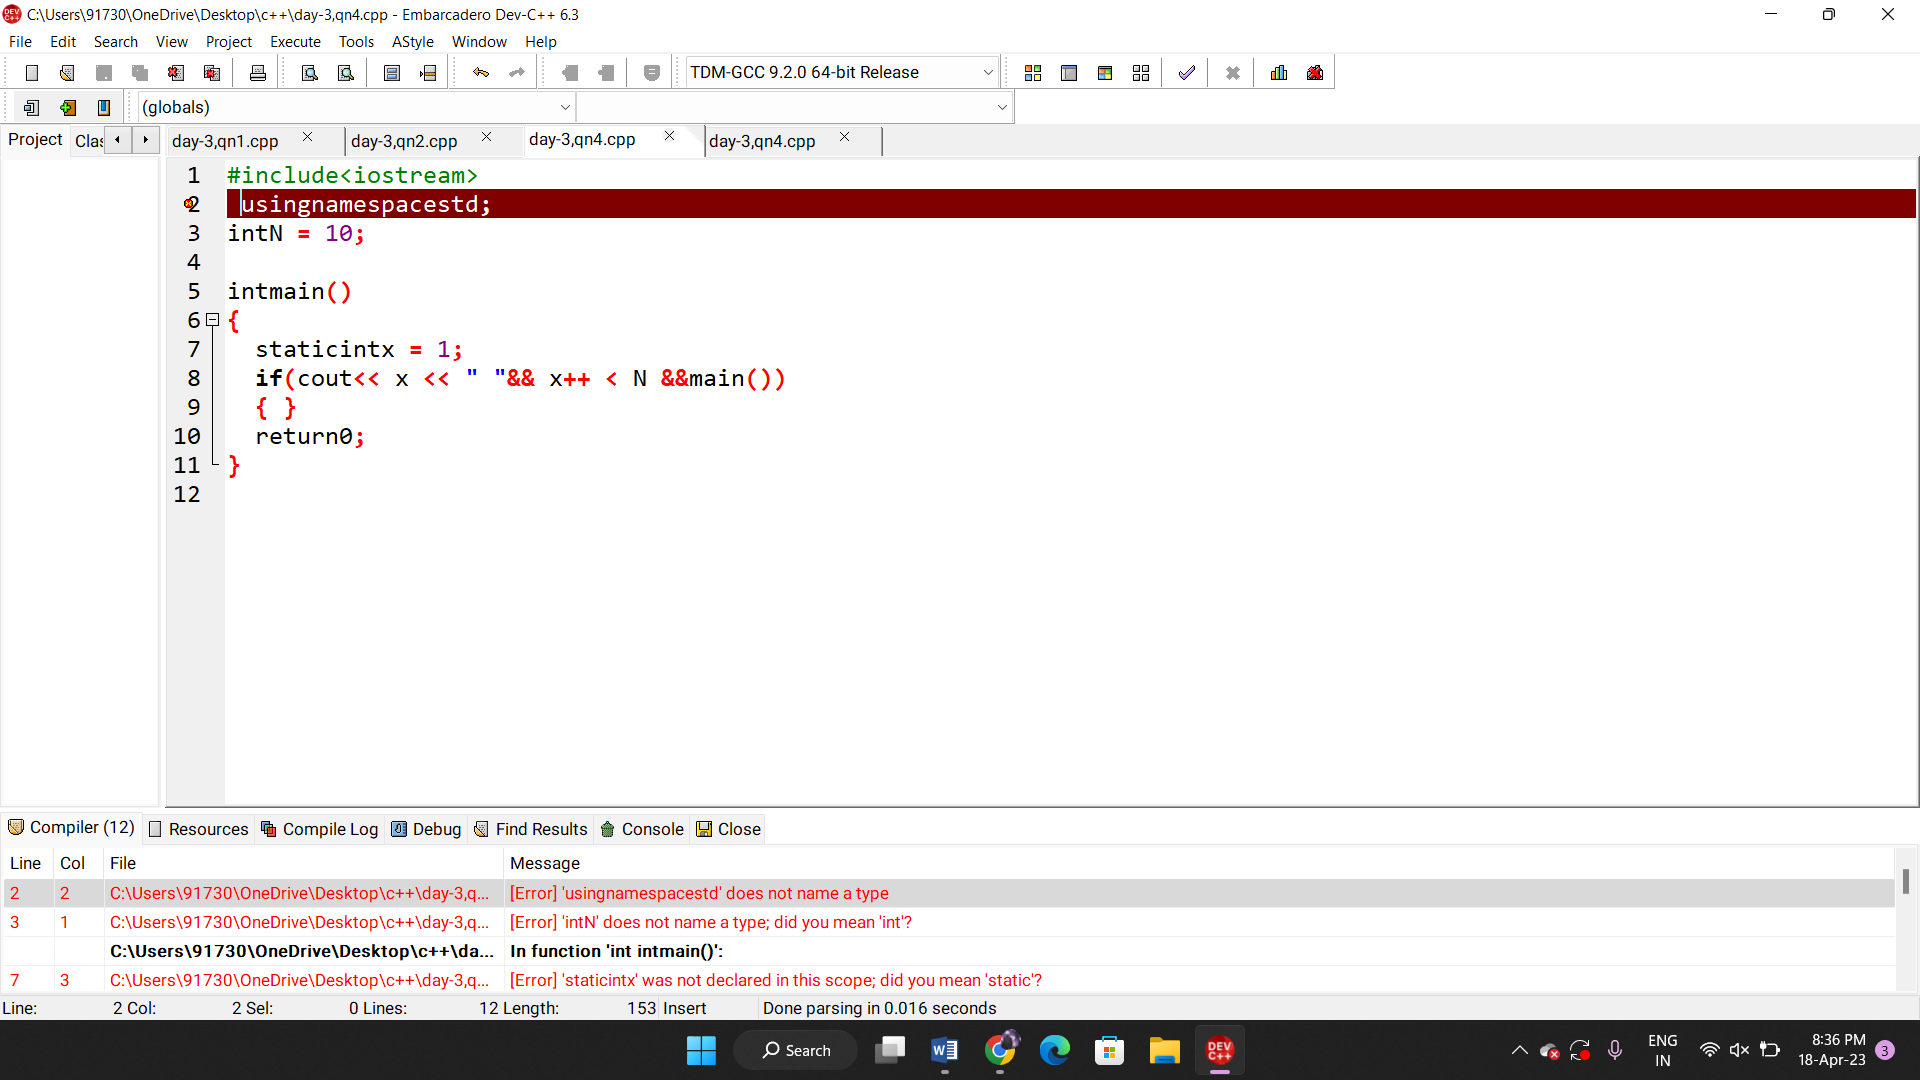 C:\Users\91730\OneDrive\Desktop\c++\day-3,qn4.cpp - Embarcadero Dev-C++ 6.3
File Edit Search View Project Execute Tools AStyle Window Help
TDM-GCC 9.2.0 64-bit Release
(globals)
Project Clas day-3,qn1.cpp day-3,qn2.cpp day-3,qn4.cpp day-3,qn4.cpp
1 #include<iostream>
2 usingnamespacestd;
3 intN = 10;
4
5 intmain()
6 {
7 staticintx = 1;
8 if(cout<< x << " "&& x++ < N &&main())
9 { }
10 return0;
11 }
12
Compiler (12) Resources Compile Log Debug Find Results Console Close
Line Col File Message
2 2 C:\Users\91730\OneDrive\Desktop\c++\day-3,q... [Error] 'usingnamespacestd' does not name a type
3 1 C:\Users\91730\OneDrive\Desktop\c++\day-3,q... [Error] 'intN' does not name a type; did you mean 'int'?
C:\Users\91730\OneDrive\Desktop\c++\da... In function 'int intmain()':
7 3 C:\Users\91730\OneDrive\Desktop\c++\day-3,q... [Error] 'staticintx' was not declared in this scope; did you mean 'static'?
Line: 2 Col: 2 Sel: 0 Lines: 12 Length: 153 Insert Done parsing in 0.016 seconds
Search DEV C++ ENG IN 8:36 PM 18-Apr-23 3